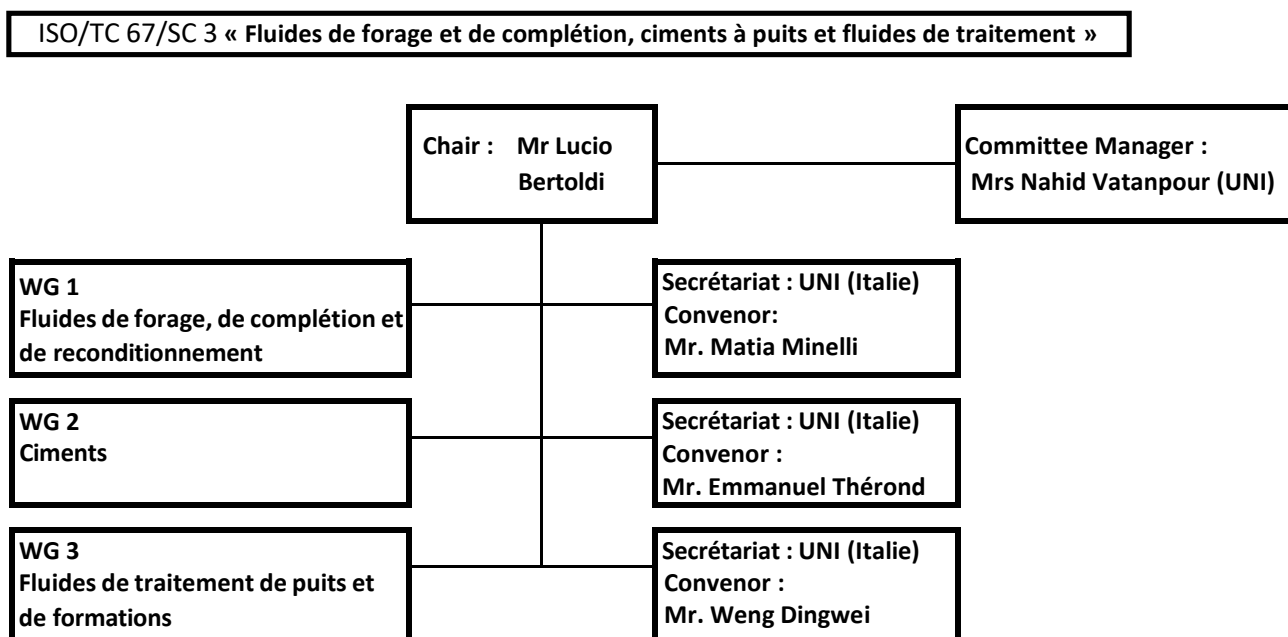 ISO/TC 67/SC 3 « Fluides de forage et de complétion, ciments à puits et fluides de traitement »
Chair : Mr Lucio
Bertoldi
Committee Manager :
Mrs Nahid Vatanpour (UNI)
WG 1
Fluides de forage, de complétion et
de reconditionnement
Secrétariat : UNI (Italie)
Convenor:
Mr. Matia Minelli
WG 2
Ciments
Secrétariat : UNI (Italie)
Convenor :
Mr. Emmanuel Thérond
WG 3
Fluides de traitement de puits et
de formations
Secrétariat : UNI (Italie)
Convenor :
Mr. Weng Dingwei